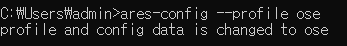 C:₩Users₩admin>ares-config --profile ose
profile and config data is changed to ose